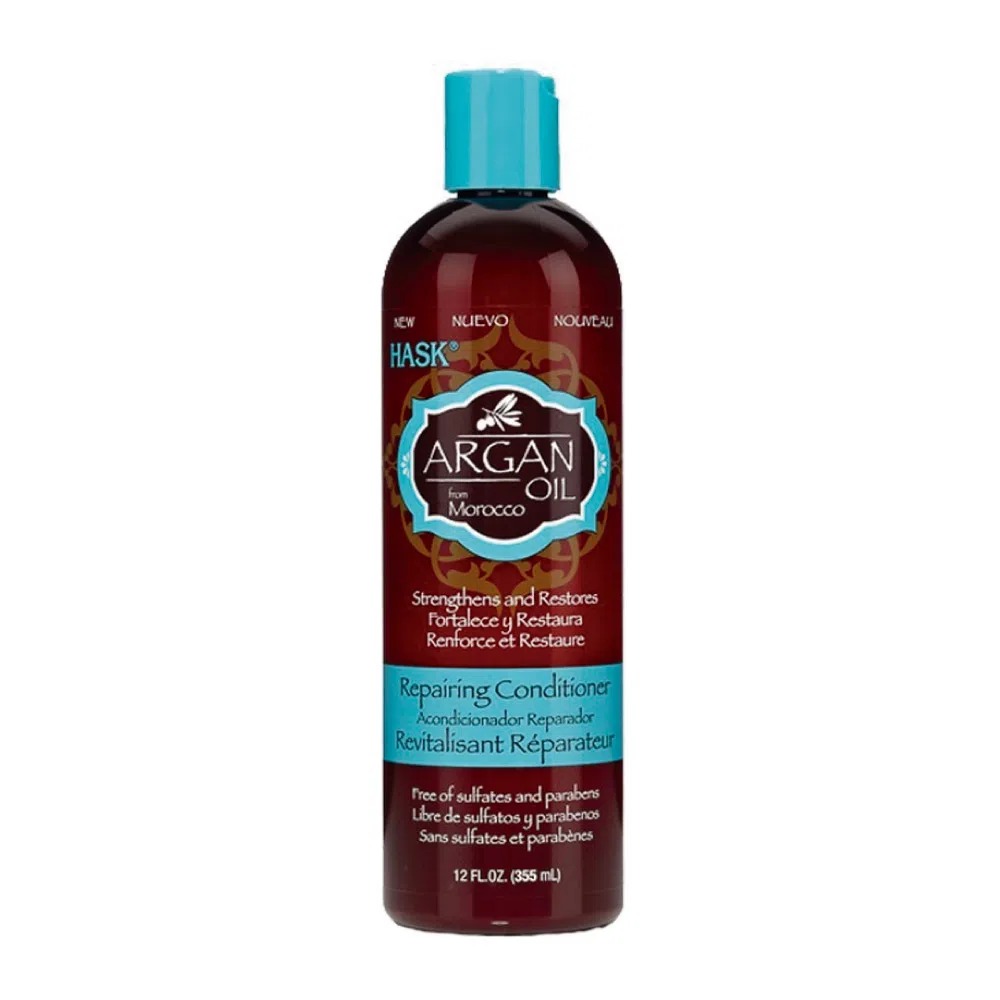 NEW NUEVO NOUVEAU
HASK®
ARGAN
OIL
from
Morocco
Strengthens and Restores
Fortalece y Restaura
Renforce et Restaure
Repairing Conditioner
Acondicionador Reparador
Revitalisant Réparateur
Free of sulfates and parabens
Libre de sulfatos y parabenos
Sans sulfates et parabènes
12 FL.OZ. (355 mL)